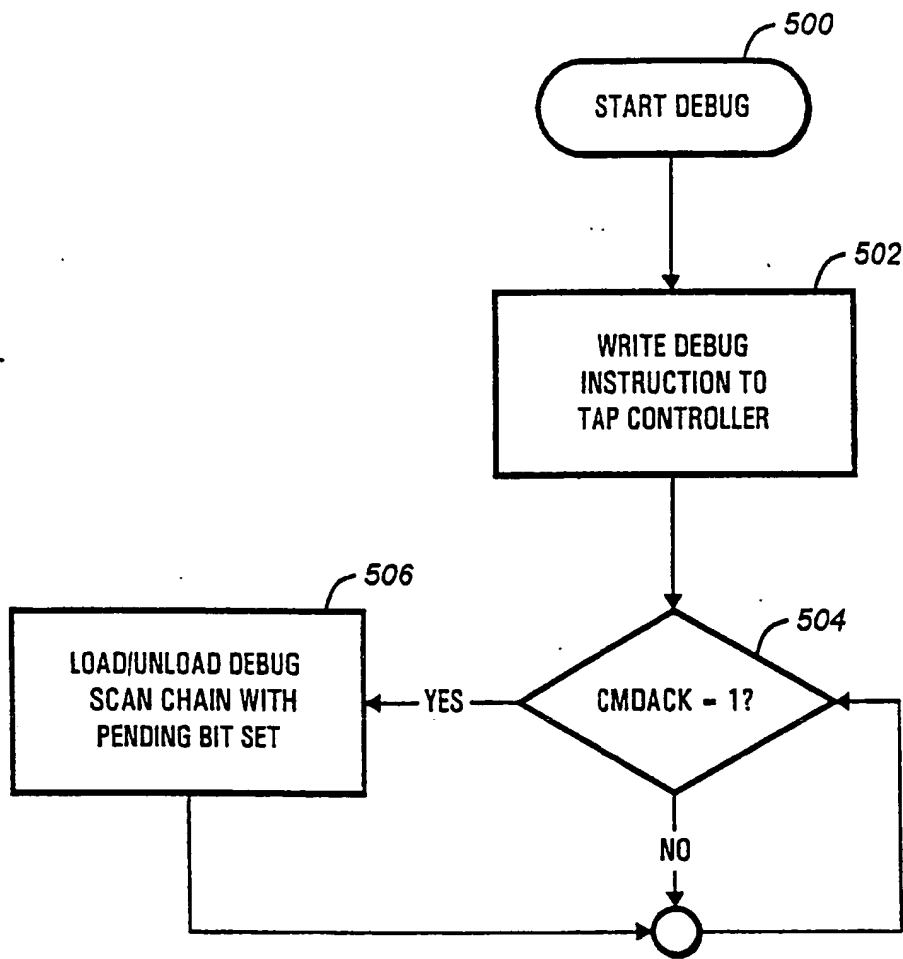 500
START DEBUG
502
WRITE DEBUG
INSTRUCTION TO
TAP CONTROLLER
506
504
LOAD/UNLOAD DEBUG
SCAN CHAIN WITH
PENDING BIT SET
YES
CMDACK = 1?
NO